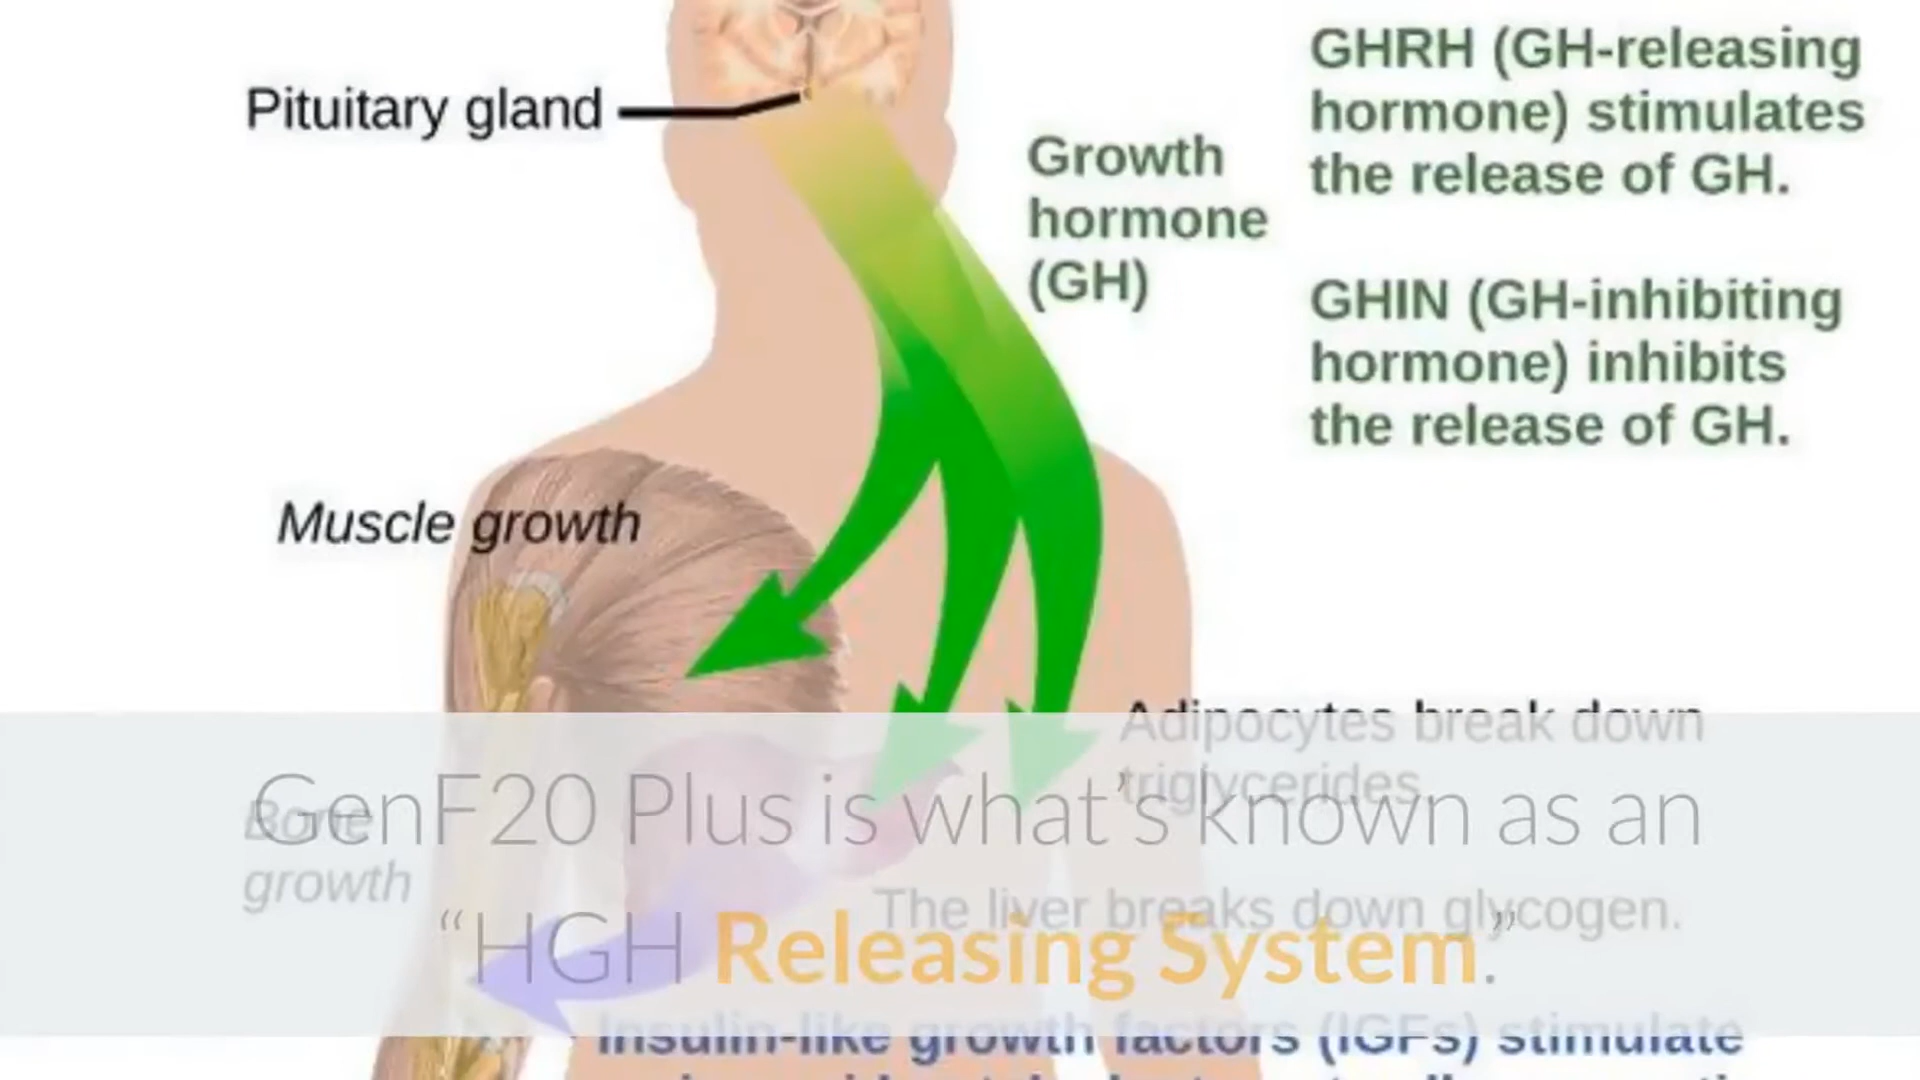 Pituitary gland
Growth
hormone
(GH)
GHRH (GH-releasing
hormone) stimulates
the release of GH.
GHIN (GH-inhibiting
hormone) inhibits
the release of GH.
Muscle growth
Adipocytes break down
triglycerides.
Bone
growth
The liver breaks down glycogen.
GenF20 Plus is what’s known as an
“HGH Releasing System.”
Insulin-like growth factors (IGFs) stimulate